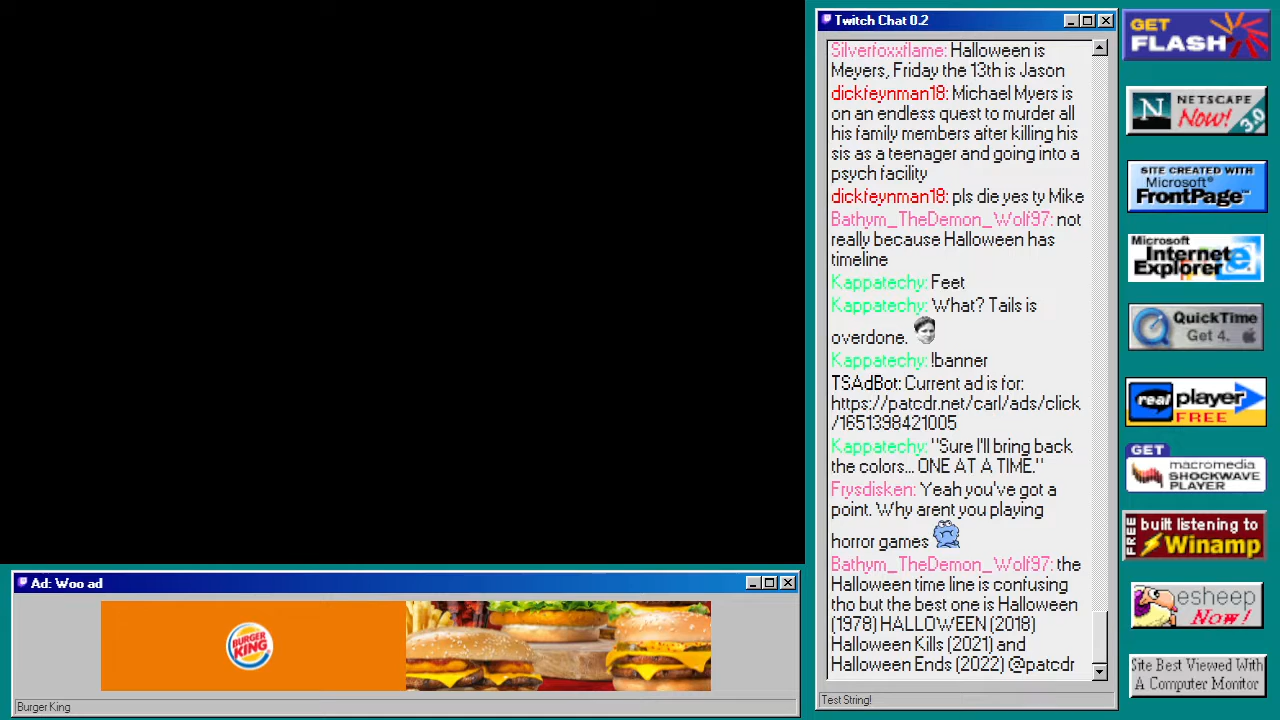 Twitch Chat 0.2
Silverfoxxflame: Halloween is
Meyers, Friday the 13th is Jason
dickfeynman18: Michael Myers is
on an endless quest to murder all
his family members after killing his
sis as a teenager and going into a
psych facility
dickfeynman18: pls die yes ty Mike
Bathym_TheDemon_Wolf97: not
really because Halloween has
timeline
Kappatechy: Feet
Kappatechy: What? Tails is
overdone.
Kappatechy: !banner
TSAdBot: Current ad is for:
https://patcdr.net/carl/ads/click
/1651398421005
Kappatechy: "Sure I'll bring back
the colors... ONE AT A TIME."
Frysdisken: Yeah you've got a
point. Why arent you playing
horror games
Bathym_TheDemon_Wolf97: the
Halloween time line is confusing
tho but the best one is Halloween
(1978) HALLOWEEN (2018)
Halloween Kills (2021) and
Halloween Ends (2022) @patcdr
Test String!
Ad: Woo ad
BURGER
KING
Burger King
GET
FLASH
N
NETSCAPE
Now! 3.0
SITE CREATED WITH
Microsoft®
FrontPage™
Microsoft
Internet
Explorer
QuickTime
Get 4.
real player
FREE
GET
macromedia
SHOCKWAVE
PLAYER
FREE
built listening to
Winamp
esheep
Now!
Site Best Viewed With
A Computer Monitor